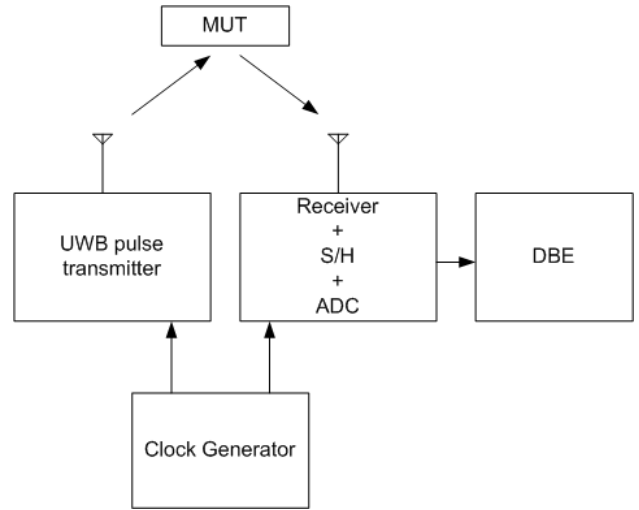 MUT
UWB pulse
transmitter
Receiver
+
S/H
+
ADC
DBE
Clock Generator